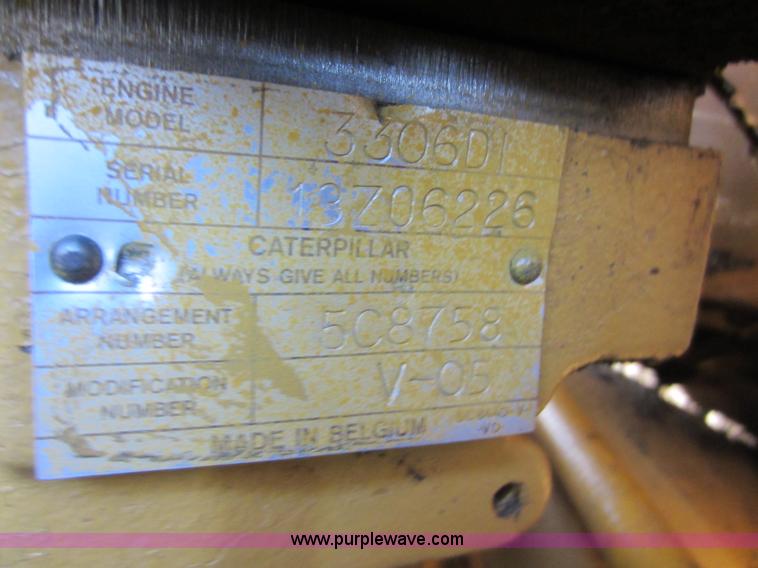 ENGINE
MODEL
3306DI
SERIAL
NUMBER
13Z06226
CATERPILLAR
(ALWAYS GIVE ALL NUMBERS)
ARRANGEMENT
NUMBER
5C8758
MODIFICATION
NUMBER
V-05
MADE IN BELGIUM
www.purplewave.com